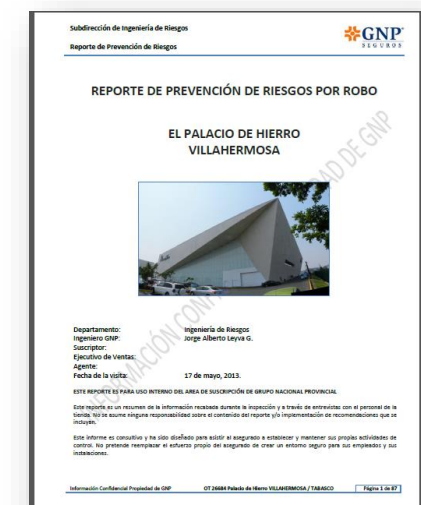 Subdirección de Ingeniería de Riesgos
Reporte de Prevención de Riesgos
GNP
SEGUROS
REPORTE DE PREVENCIÓN DE RIESGOS POR ROBO
EL PALACIO DE HIERRO
VILLAHERMOSA
INFORMACIÓN CONFIDENCIAL PROPIEDAD DE GNP
Departamento: Ingeniería de Riesgos
Ingeniero GNP: Jorge Alberto Leyva G.
Suscriptor:
Ejecutivo de Ventas:
Agente:
Fecha de la visita: 17 de mayo, 2013.
ESTE REPORTE ES PARA USO INTERNO DEL AREA DE SUSCRIPCIÓN DE GRUPO NACIONAL PROVINCIAL
Este reporte es un resumen de la información recabada durante la inspección y a través de entrevistas con el personal de la
tienda. No se asume ninguna responsabilidad sobre el contenido del reporte y/o implementación de recomendaciones que se
incluyan.
Este informe es consultivo y ha sido diseñado para asistir al asegurado a establecer y mantener sus propias actividades de
control. No pretende reemplazar el esfuerzo propio del asegurado de crear un entorno seguro para sus empleados y sus
instalaciones.
Información Confidencial Propiedad de GNP OT 26684 Palacio de Hierro VILLAHERMOSA / TABASCO Página 1 de 87